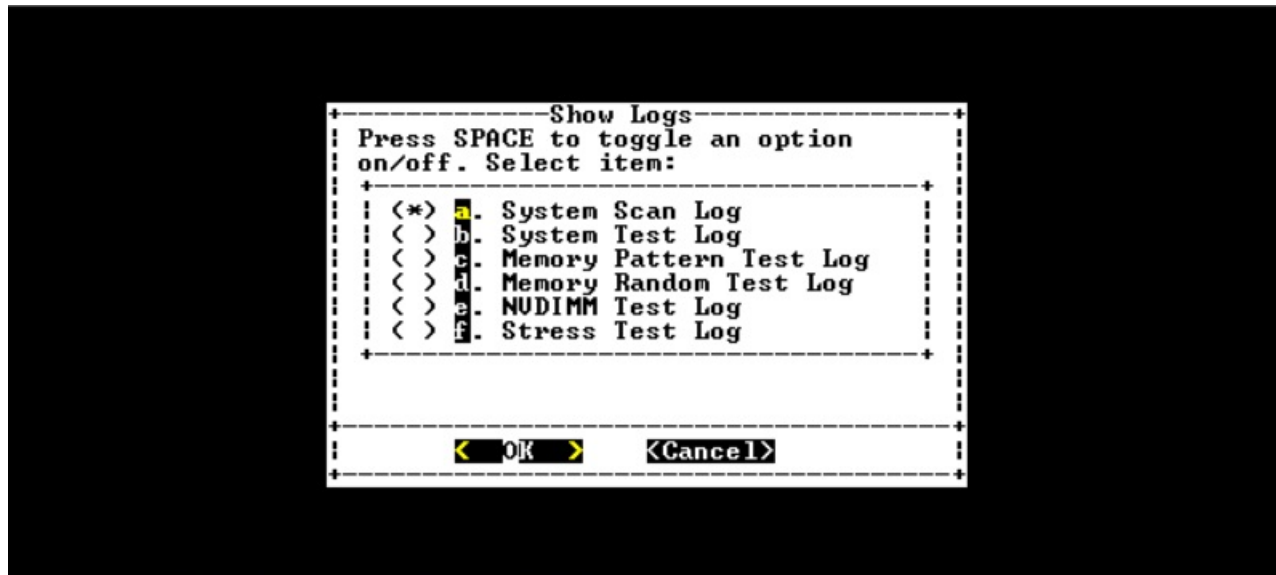 Show Logs
Press SPACE to toggle an option
on/off. Select item:
(*) a. System Scan Log
( ) b. System Test Log
( ) c. Memory Pattern Test Log
( ) d. Memory Random Test Log
( ) e. NVDIMM Test Log
( ) f. Stress Test Log
< OK > <Cancel>